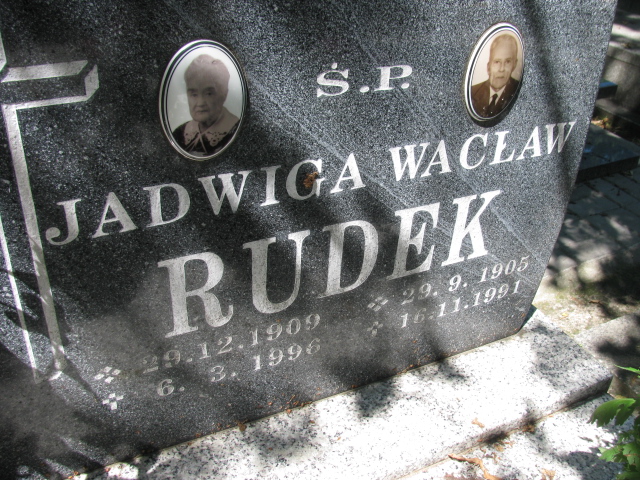 Ś.P.
JADWIGA WACŁAW
RUDEK
29.12.1909 29.9.1905
6.3.1996 16.11.1991